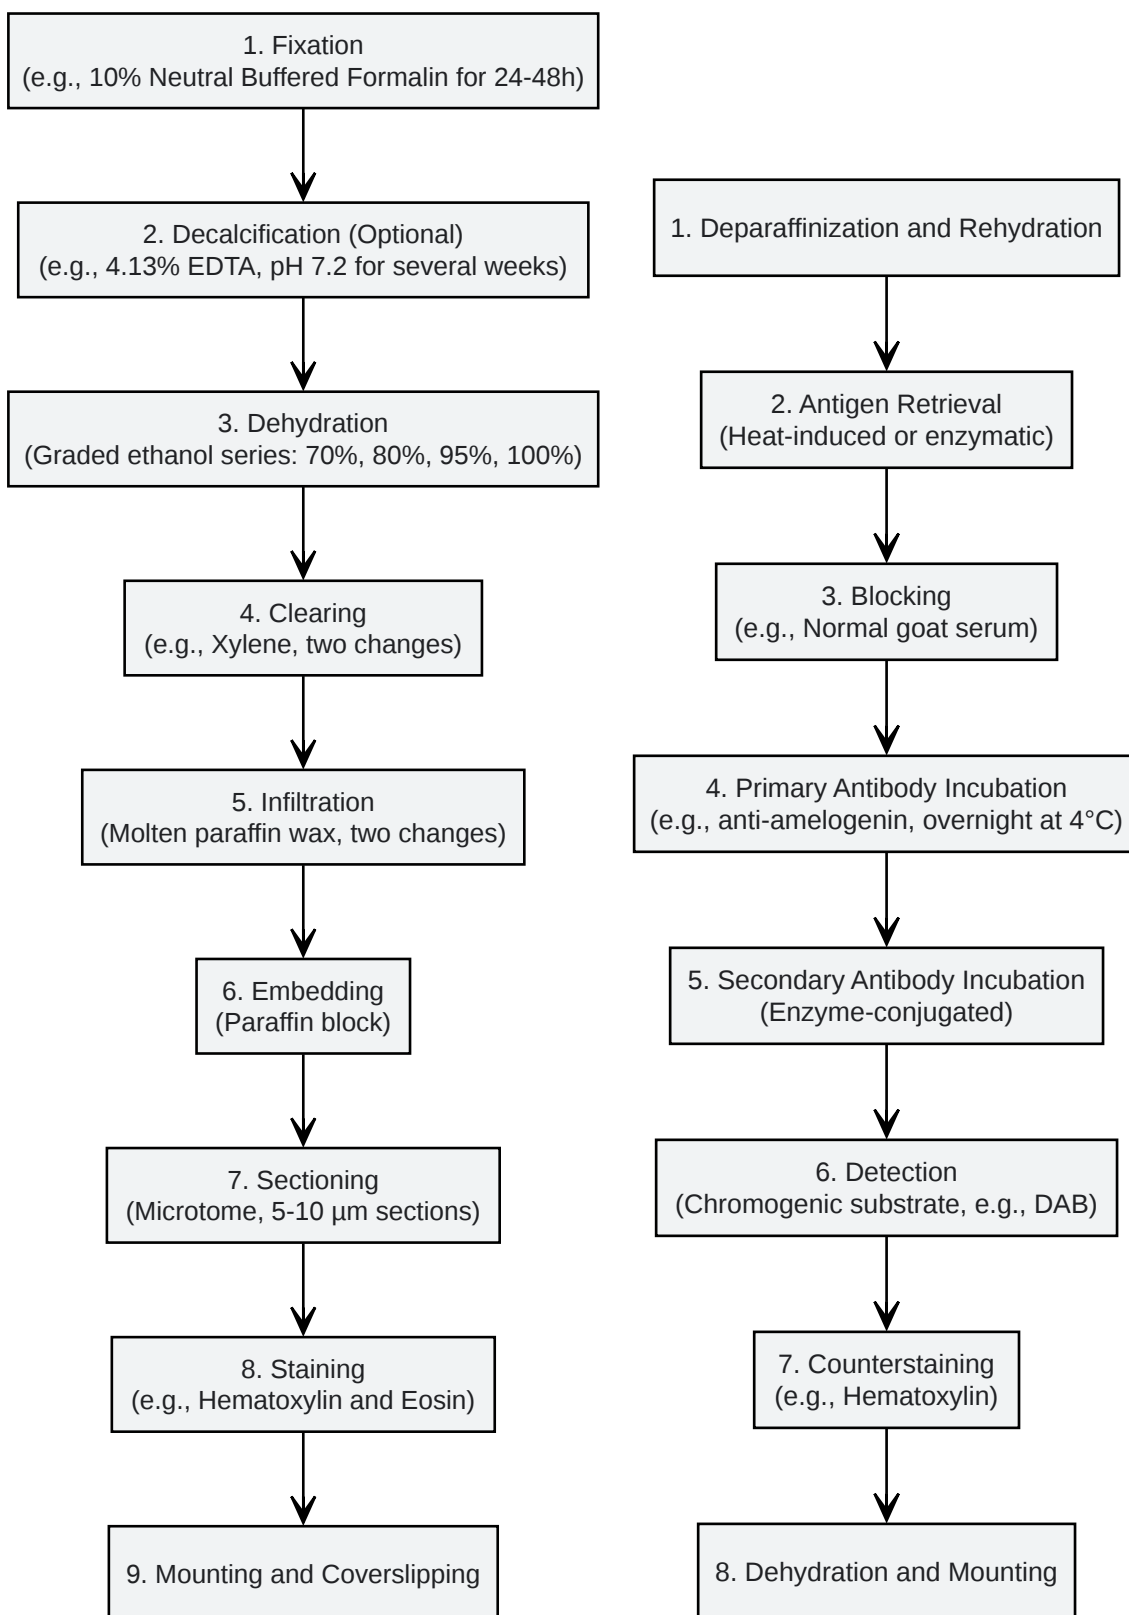 1. Fixation
(e.g., 10% Neutral Buffered Formalin for 24-48h)
2. Decalcification (Optional)
(e.g., 4.13% EDTA, pH 7.2 for several weeks)
3. Dehydration
(Graded ethanol series: 70%, 80%, 95%, 100%)
4. Clearing
(e.g., Xylene, two changes)
5. Infiltration
(Molten paraffin wax, two changes)
6. Embedding
(Paraffin block)
7. Sectioning
(Microtome, 5-10 µm sections)
8. Staining
(e.g., Hematoxylin and Eosin)
9. Mounting and Coverslipping
1. Deparaffinization and Rehydration
2. Antigen Retrieval
(Heat-induced or enzymatic)
3. Blocking
(e.g., Normal goat serum)
4. Primary Antibody Incubation
(e.g., anti-amelogenin, overnight at 4°C)
5. Secondary Antibody Incubation
(Enzyme-conjugated)
6. Detection
(Chromogenic substrate, e.g., DAB)
7. Counterstaining
(e.g., Hematoxylin)
8. Dehydration and Mounting